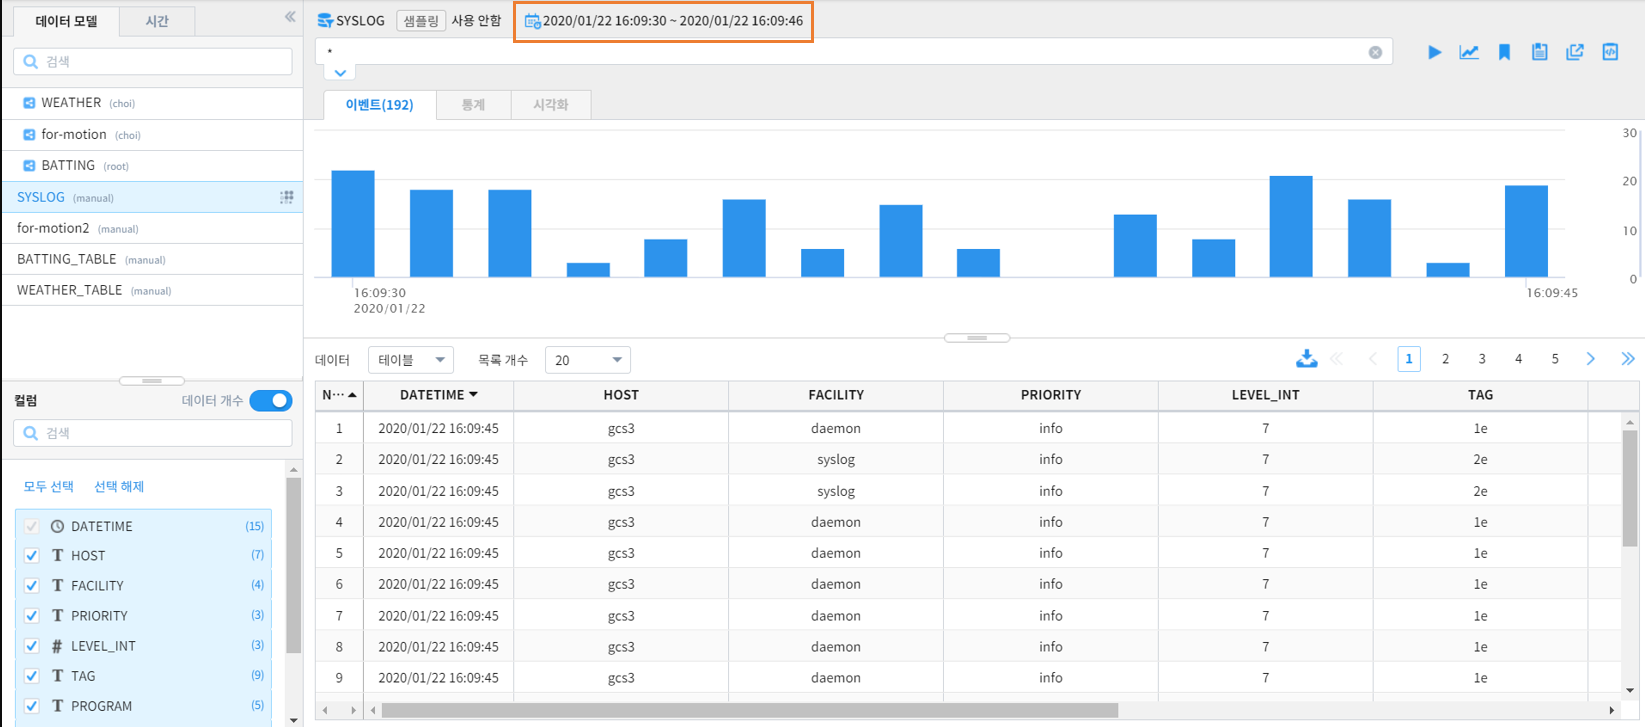 데이터 모델
시간
검색
WEATHER (choi)
for-motion (choi)
BATTING (root)
SYSLOG (manual)
for-motion2 (manual)
BATTING_TABLE (manual)
WEATHER_TABLE (manual)
컬럼
데이터 개수
검색
모두 선택 선택 해제
DATETIME (15)
HOST (7)
FACILITY (4)
PRIORITY (3)
LEVEL_INT (3)
TAG (9)
PROGRAM (5)
SYSLOG 샘플링 사용 안함 2020/01/22 16:09:30 ~ 2020/01/22 16:09:46
*
이벤트(192) 통계 시각화
30
20
10
0
16:09:30
2020/01/22
16:09:45
데이터 테이블 목록 개수 20
1 2 3 4 5
N... DATETIME HOST FACILITY PRIORITY LEVEL_INT TAG
1 2020/01/22 16:09:45 gcs3 daemon info 7 1e
2 2020/01/22 16:09:45 gcs3 syslog info 7 2e
3 2020/01/22 16:09:45 gcs3 syslog info 7 2e
4 2020/01/22 16:09:45 gcs3 daemon info 7 1e
5 2020/01/22 16:09:45 gcs3 daemon info 7 1e
6 2020/01/22 16:09:45 gcs3 daemon info 7 1e
7 2020/01/22 16:09:45 gcs3 daemon info 7 1e
8 2020/01/22 16:09:45 gcs3 daemon info 7 1e
9 2020/01/22 16:09:45 gcs3 daemon info 7 1e